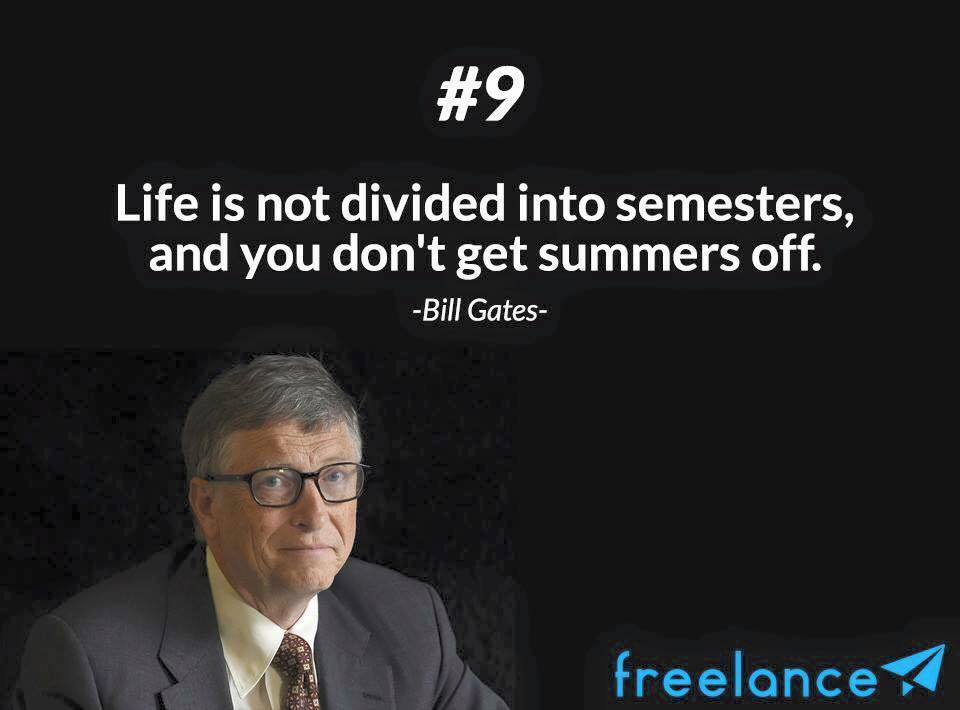 #9
Life is not divided into semesters,
and you don't get summers off.
-Bill Gates-
freelance